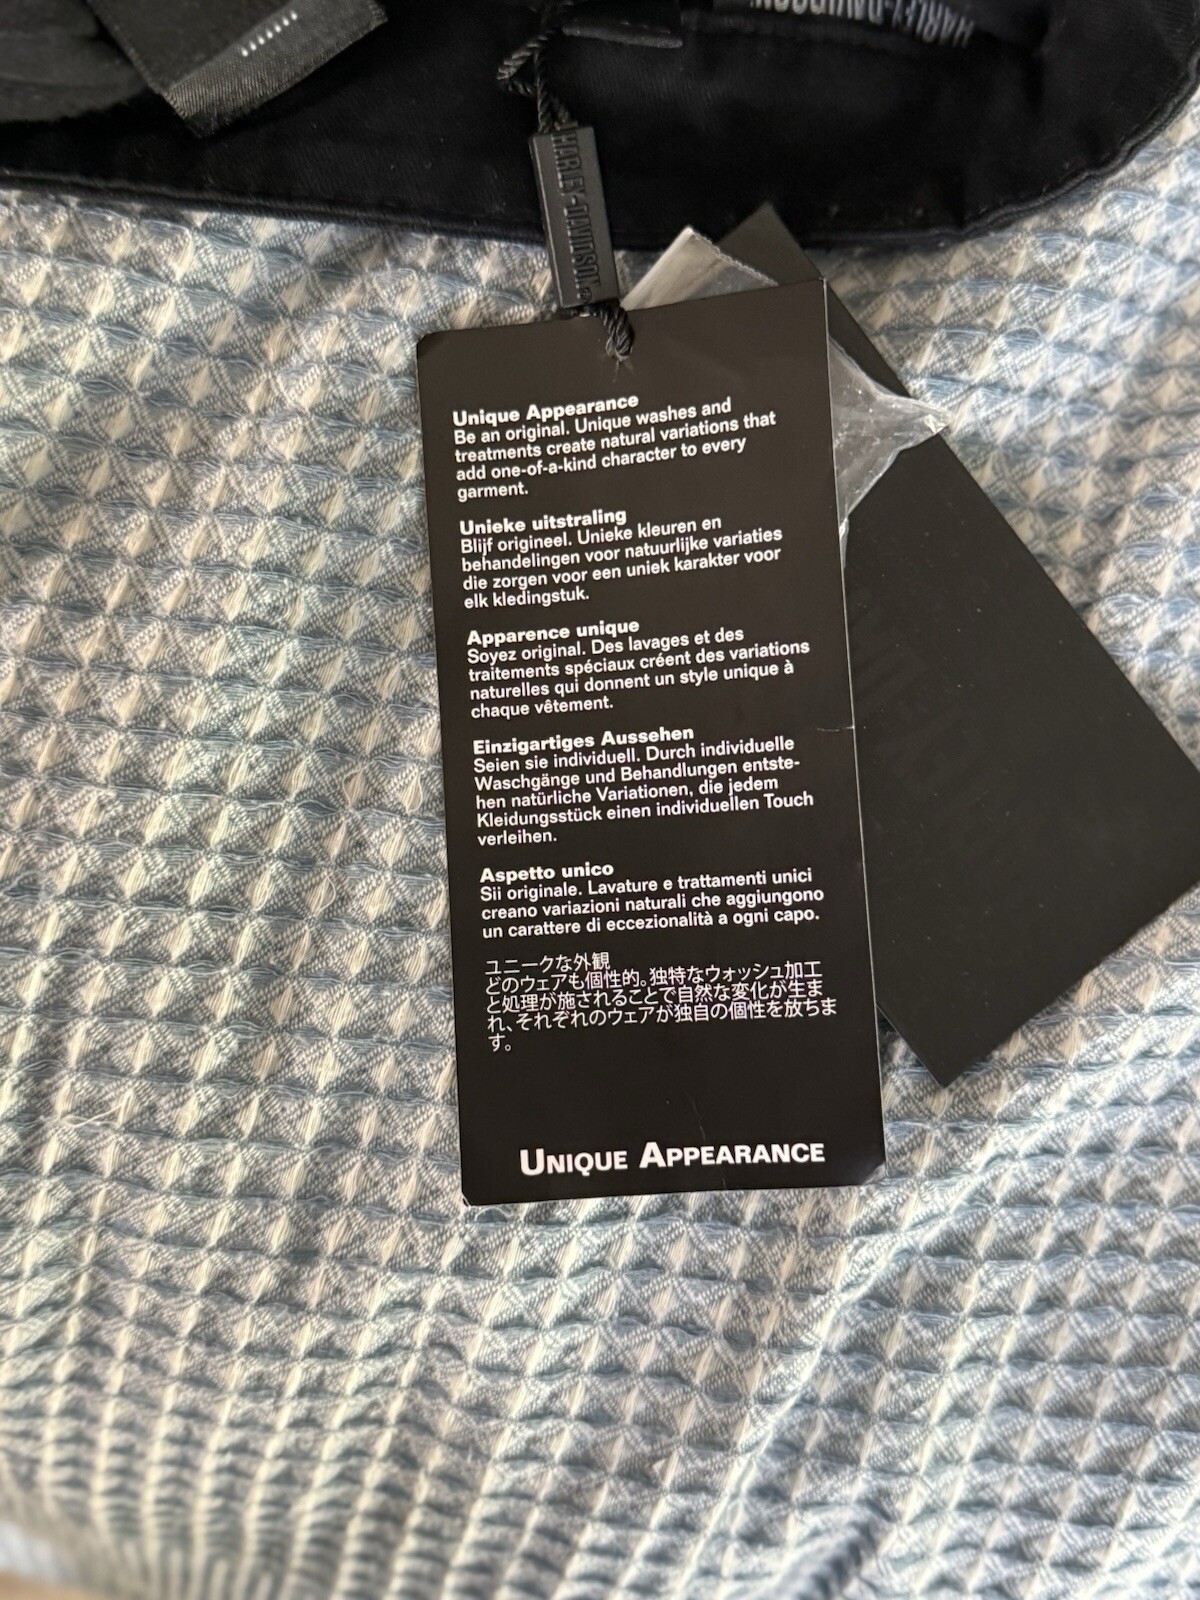 HARLEY-DAVIDSON
HARLEY-DAVIDSON
Unique Appearance
Be an original. Unique washes and
treatments create natural variations that
add one-of-a-kind character to every
garment.
Unieke uitstraling
Blijf origineel. Unieke kleuren en
behandelingen voor natuurlijke variaties
die zorgen voor een uniek karakter voor
elk kledingstuk.
Apparence unique
Soyez original. Des lavages et des
traitements spéciaux créent des variations
naturelles qui donnent un style unique à
chaque vêtement.
Einzigartiges Aussehen
Seien sie individuell. Durch individuelle
Waschgänge und Behandlungen entste-
hen natürliche Variationen, die jedem
Kleidungsstück einen individuellen Touch
verleihen.
Aspetto unico
Sii originale. Lavature e trattamenti unici
creano variazioni naturali che aggiungono
un carattere di eccezionalità a ogni capo.
ユニークな外観
どのウェアも個性的。独特なウォッシュ加工
と処理が施されることで自然な変化が生ま
れ、それぞれのウェアが独自の個性を放ちま
す。
UNIQUE APPEARANCE